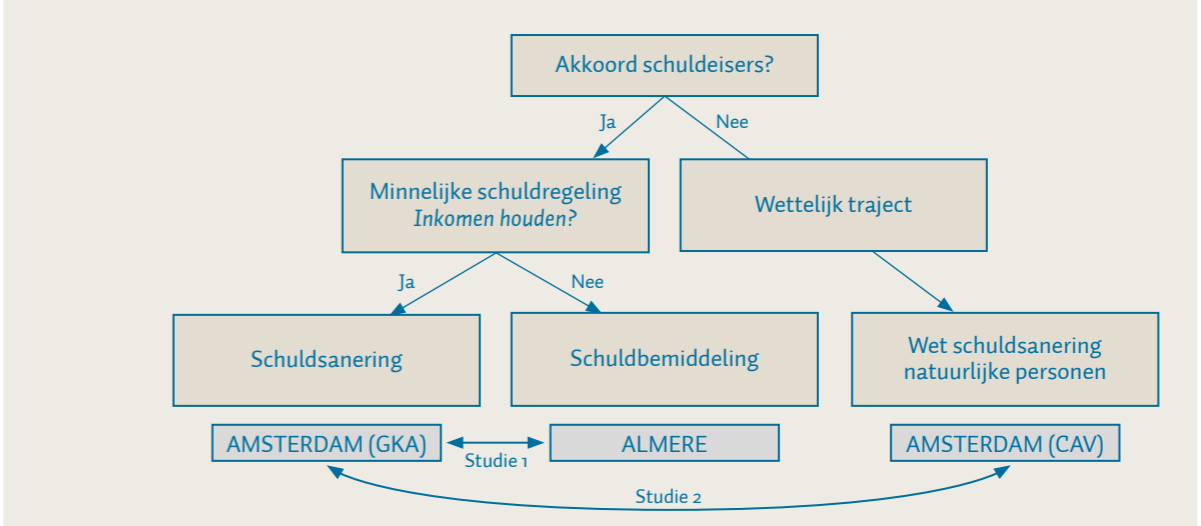 Akkoord schuldeisers?
Ja
Nee
Minnelijke schuldregeling
Inkomen houden?
Wettelijk traject
Ja
Nee
Schuldsanering
Schuldbemiddeling
Wet schuldsanering
natuurlijke personen
AMSTERDAM (GKA)
ALMERE
AMSTERDAM (CAV)
Studie 1
Studie 2